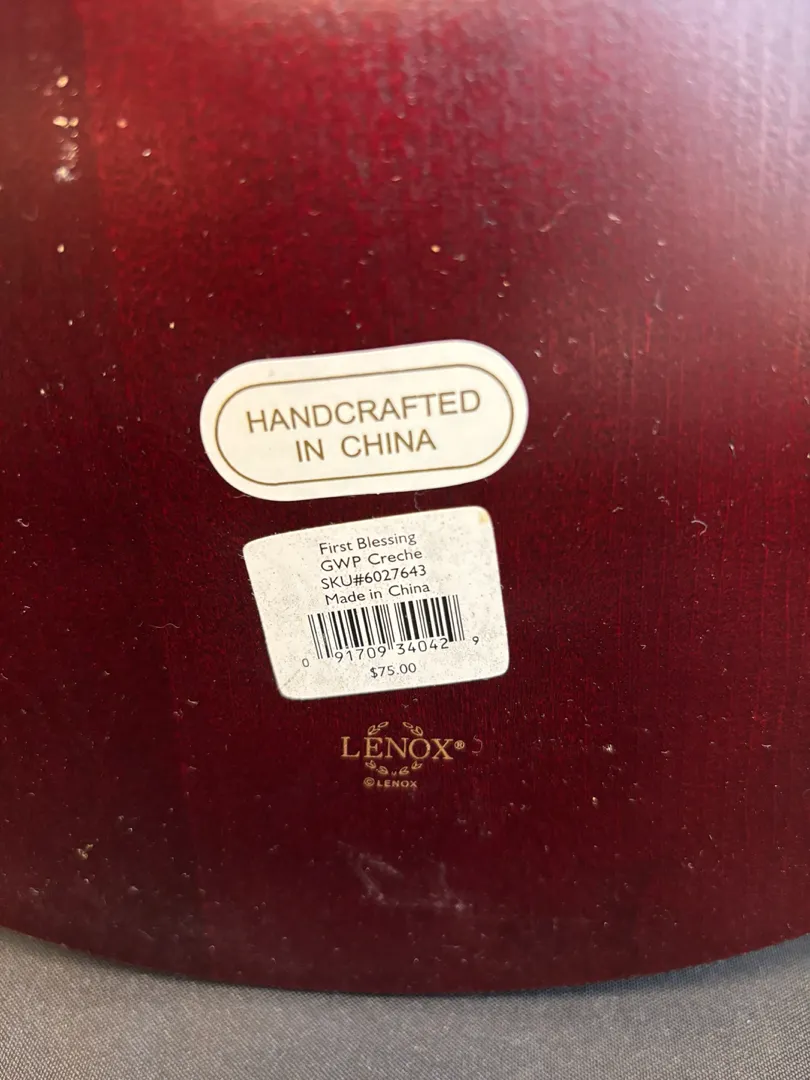 HANDCRAFTED
IN CHINA
First Blessing
GWP Creche
SKU#6027643
Made in China
0 91709 34042 9
$75.00
LENOX®
© LENOX